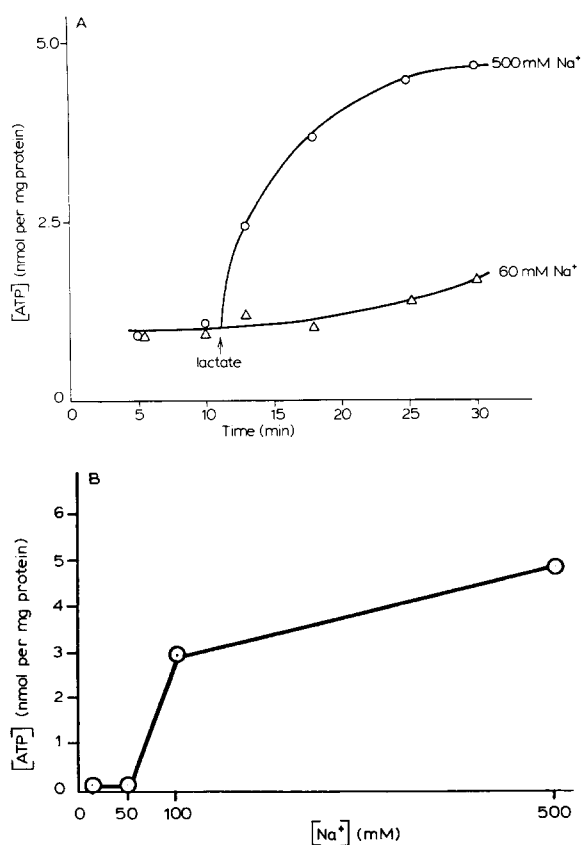 A
[ATP] (nmol per mg protein)
5.0
2.5
0
500 mM Na⁺
60 mM Na⁺
lactate
0 5 10 15 20 25 30
Time (min)
B
[ATP] (nmol per mg protein)
6
5
4
3
2
1
0
0 50 100 500
[Na⁺] (mM)